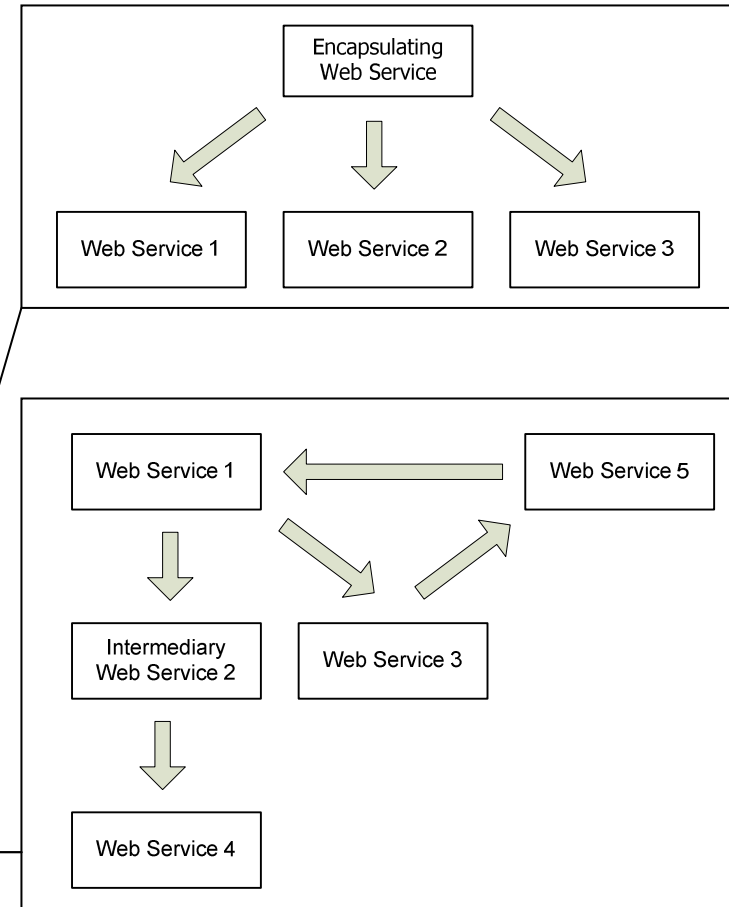 Encapsulating
Web Service
Web Service 1
Web Service 2
Web Service 3
Web Service 1
Web Service 5
Intermediary
Web Service 2
Web Service 3
Web Service 4